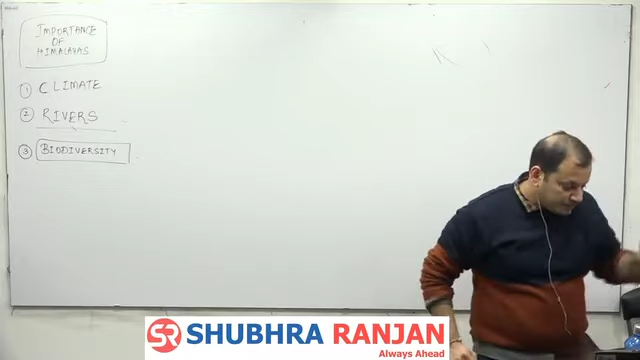 IMPORTANCE
OF
HIMALAYAS
1 CLIMATE
2 RIVERS
3 BIODIVERSITY
SR SHUBHRA RANJAN
Always Ahead